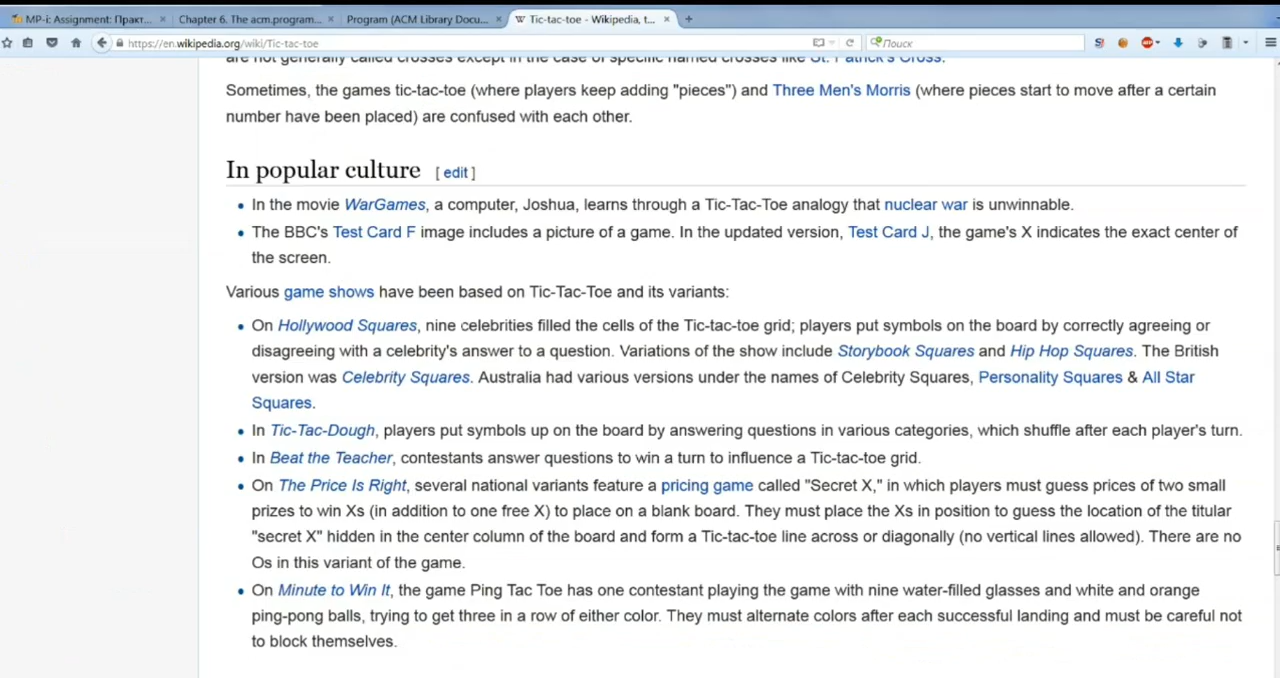 MP-i: Assignment: Практ...
Chapter 6. The acm.program...
Program (ACM Library Docu...
Tic-tac-toe - Wikipedia, t...
https://en.wikipedia.org/wiki/Tic-tac-toe
Поиск
are not generally called crosses except in the case of specific named crosses like St. Patrick's Cross.
Sometimes, the games tic-tac-toe (where players keep adding "pieces") and Three Men's Morris (where pieces start to move after a certain
number have been placed) are confused with each other.
In popular culture [ edit ]
In the movie WarGames, a computer, Joshua, learns through a Tic-Tac-Toe analogy that nuclear war is unwinnable.
The BBC's Test Card F image includes a picture of a game. In the updated version, Test Card J, the game's X indicates the exact center of
the screen.
Various game shows have been based on Tic-Tac-Toe and its variants:
On Hollywood Squares, nine celebrities filled the cells of the Tic-tac-toe grid; players put symbols on the board by correctly agreeing or
disagreeing with a celebrity's answer to a question. Variations of the show include Storybook Squares and Hip Hop Squares. The British
version was Celebrity Squares. Australia had various versions under the names of Celebrity Squares, Personality Squares & All Star
Squares.
In Tic-Tac-Dough, players put symbols up on the board by answering questions in various categories, which shuffle after each player's turn.
In Beat the Teacher, contestants answer questions to win a turn to influence a Tic-tac-toe grid.
On The Price Is Right, several national variants feature a pricing game called "Secret X," in which players must guess prices of two small
prizes to win Xs (in addition to one free X) to place on a blank board. They must place the Xs in position to guess the location of the titular
"secret X" hidden in the center column of the board and form a Tic-tac-toe line across or diagonally (no vertical lines allowed). There are no
Os in this variant of the game.
On Minute to Win It, the game Ping Tac Toe has one contestant playing the game with nine water-filled glasses and white and orange
ping-pong balls, trying to get three in a row of either color. They must alternate colors after each successful landing and must be careful not
to block themselves.